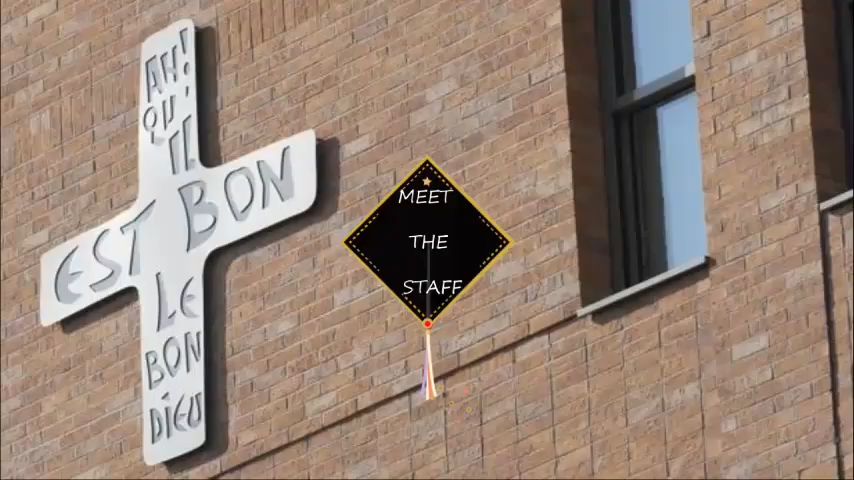 AH!
QU'
IL
EST BON
LE
BON
DIEU
MEET
THE
STAFF